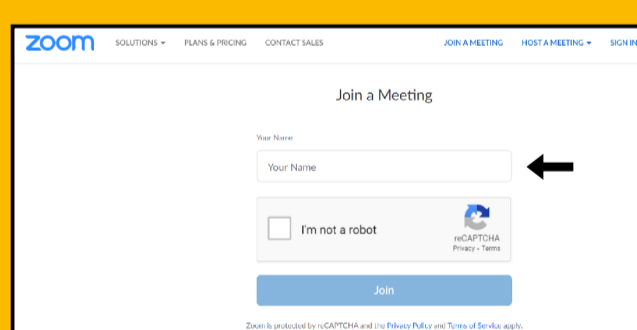 zoom SOLUTIONS PLANS & PRICING CONTACT SALES JOIN A MEETING HOST A MEETING SIGN IN
Join a Meeting
Your Name
Your Name
I'm not a robot
reCAPTCHA
Privacy - Terms
Join
Zoom is protected by reCAPTCHA and the Privacy Policy and Terms of Service apply.